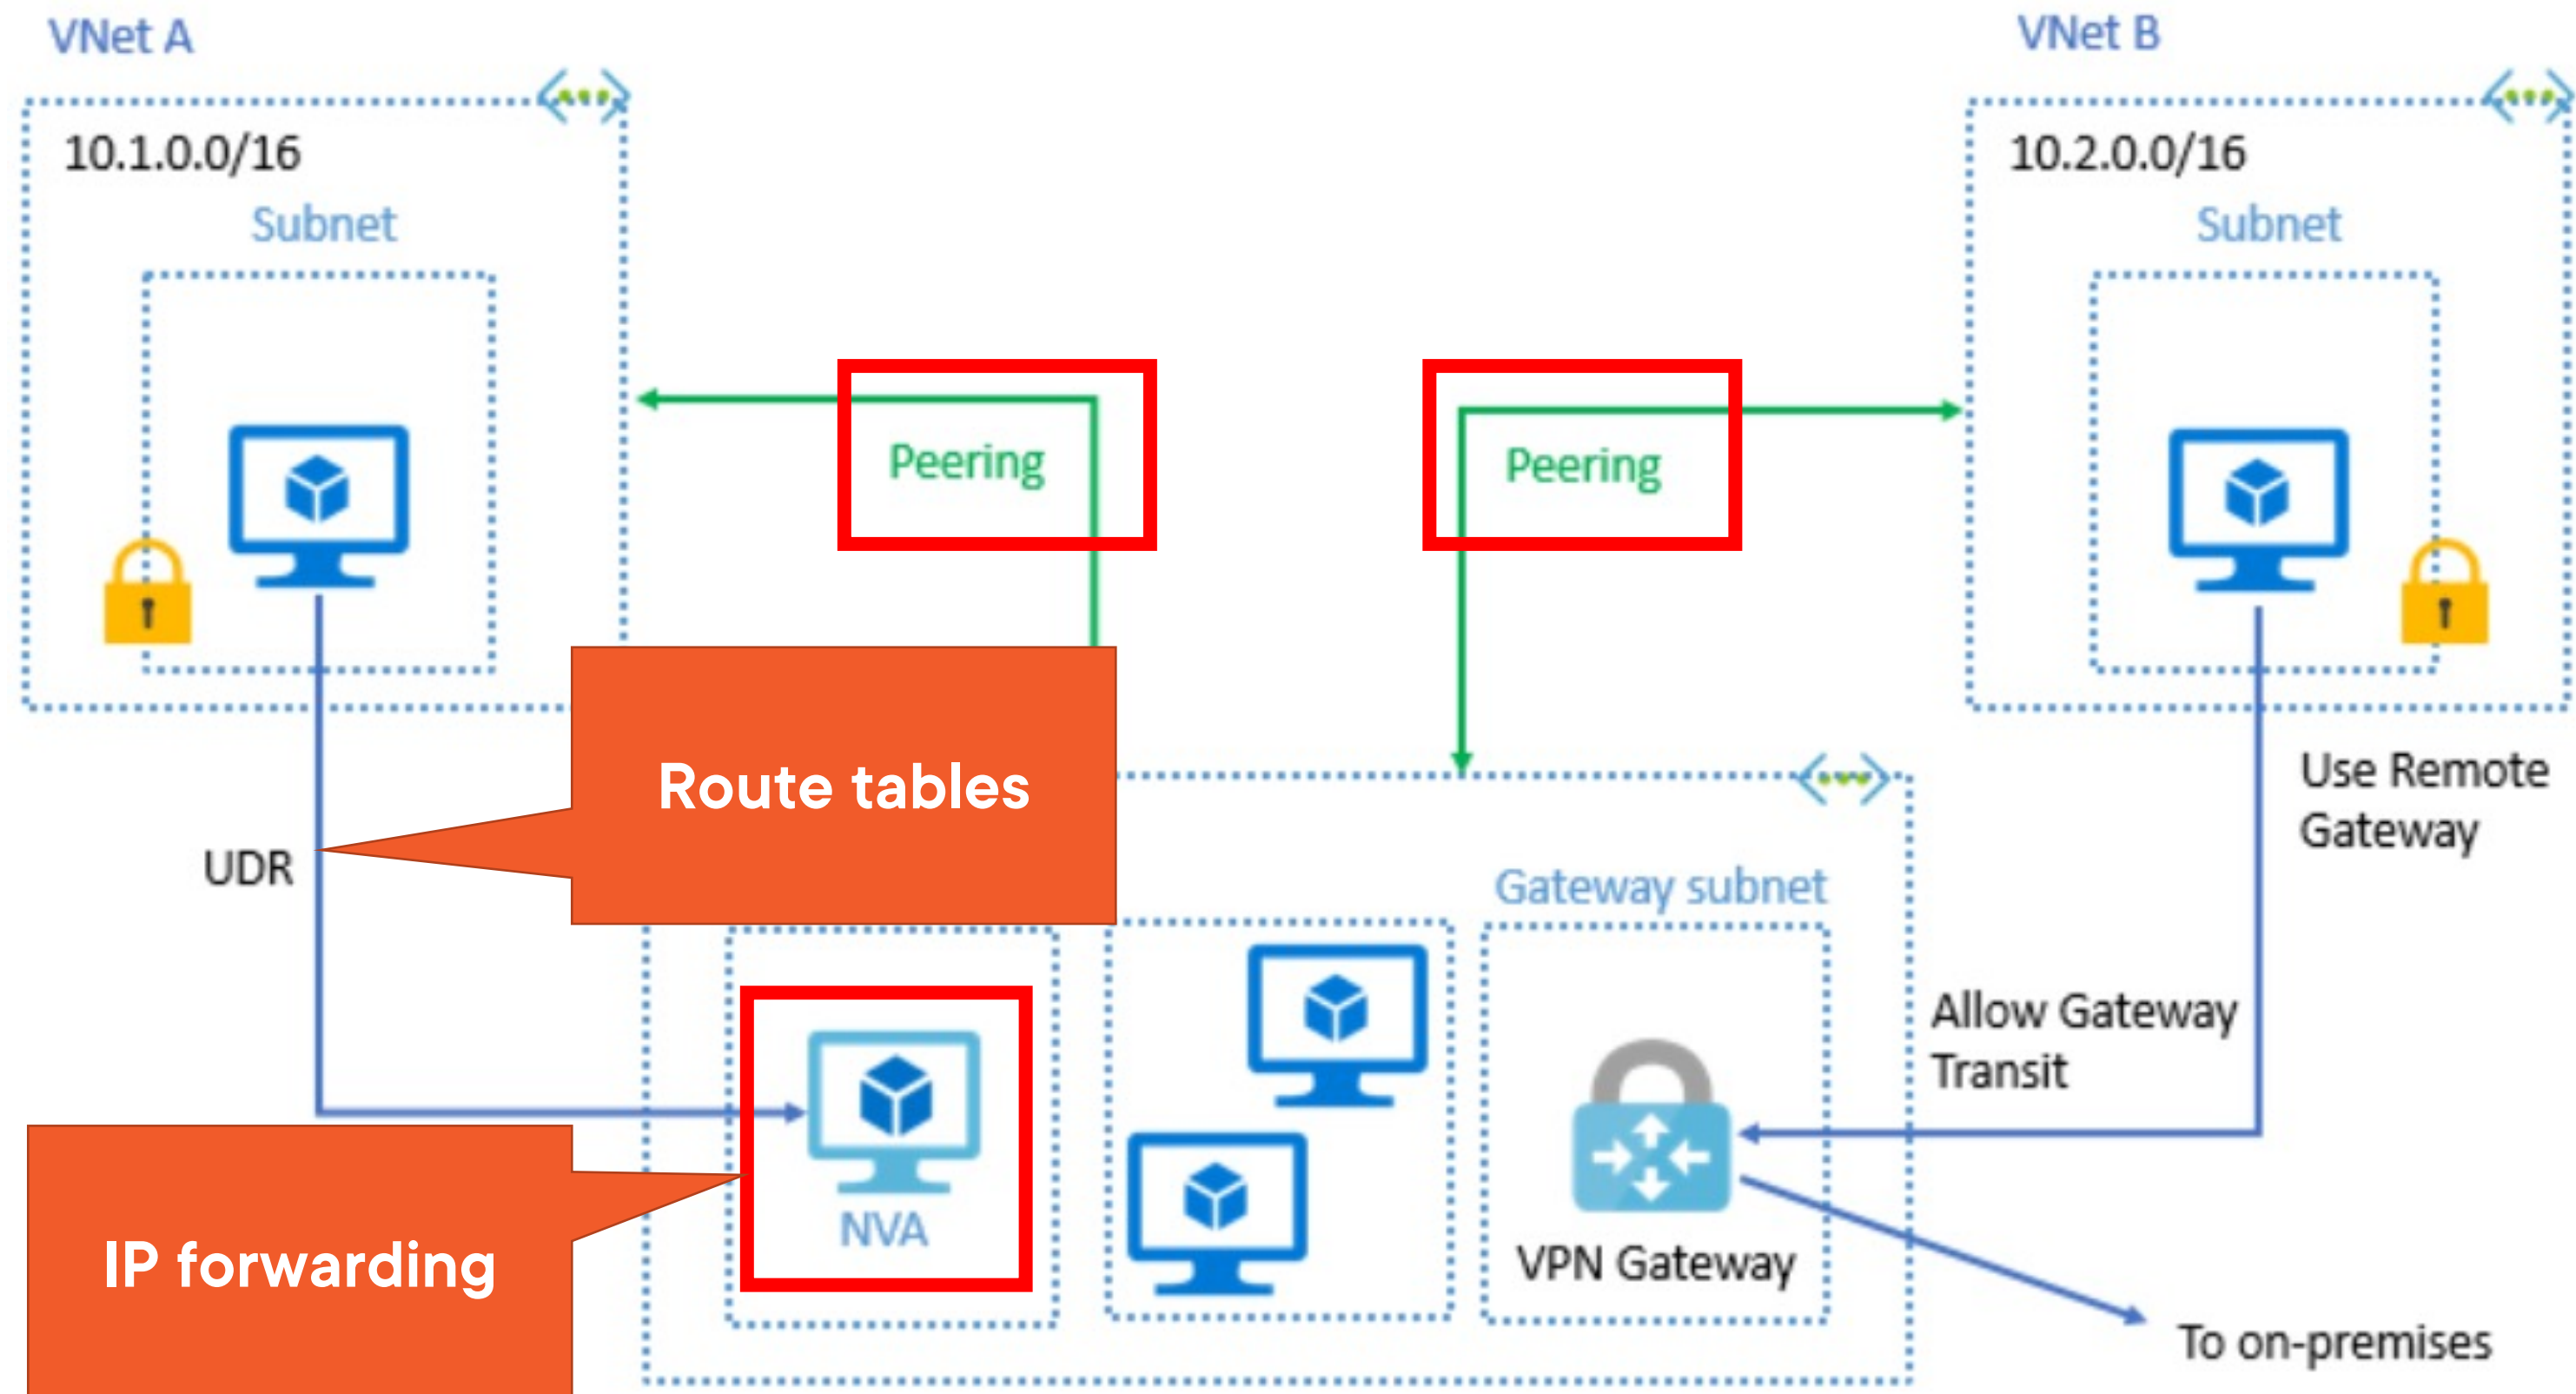 VNet A
VNet B
10.1.0.0/16
10.2.0.0/16
Subnet
Subnet
Peering
Peering
Route tables
Use Remote
Gateway
UDR
Gateway subnet
Allow Gateway
Transit
NVA
IP forwarding
VPN Gateway
To on-premises